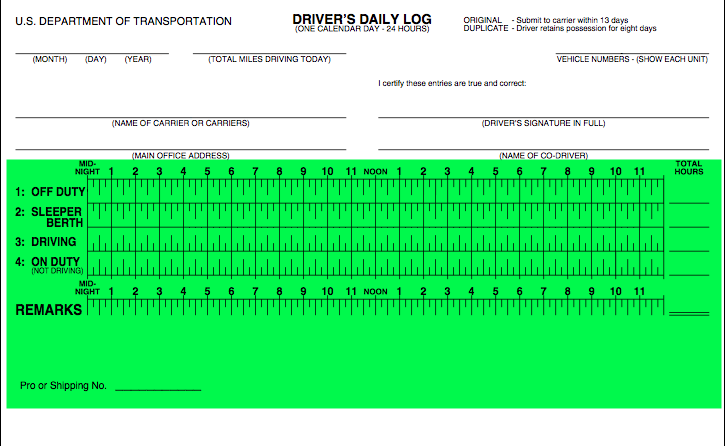 U.S. DEPARTMENT OF TRANSPORTATION
DRIVER'S DAILY LOG
(ONE CALENDAR DAY - 24 HOURS)
ORIGINAL - Submit to carrier within 13 days
DUPLICATE - Driver retains possession for eight days
(MONTH) (DAY) (YEAR)
(TOTAL MILES DRIVING TODAY)
VEHICLE NUMBERS - (SHOW EACH UNIT)
I certify these entries are true and correct:
(NAME OF CARRIER OR CARRIERS)
(DRIVER'S SIGNATURE IN FULL)
(MAIN OFFICE ADDRESS)
(NAME OF CO-DRIVER)
MID-
NIGHT 1 2 3 4 5 6 7 8 9 10 11 NOON 1 2 3 4 5 6 7 8 9 10 11
TOTAL
HOURS
1: OFF DUTY
2: SLEEPER
BERTH
3: DRIVING
4: ON DUTY
(NOT DRIVING)
MID-
NIGHT 1 2 3 4 5 6 7 8 9 10 11 NOON 1 2 3 4 5 6 7 8 9 10 11
REMARKS
Pro or Shipping No.